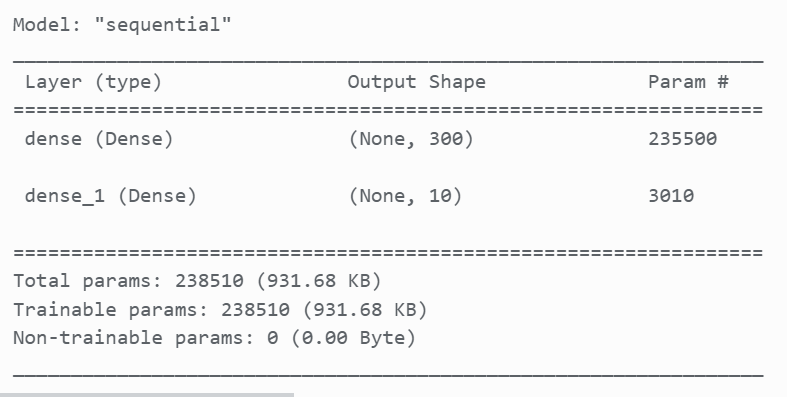 Model: "sequential"
_________________________________________________________________
Layer (type) Output Shape Param #
=================================================================
dense (Dense) (None, 300) 235500
dense_1 (Dense) (None, 10) 3010
=================================================================
Total params: 238510 (931.68 KB)
Trainable params: 238510 (931.68 KB)
Non-trainable params: 0 (0.00 Byte)
_________________________________________________________________